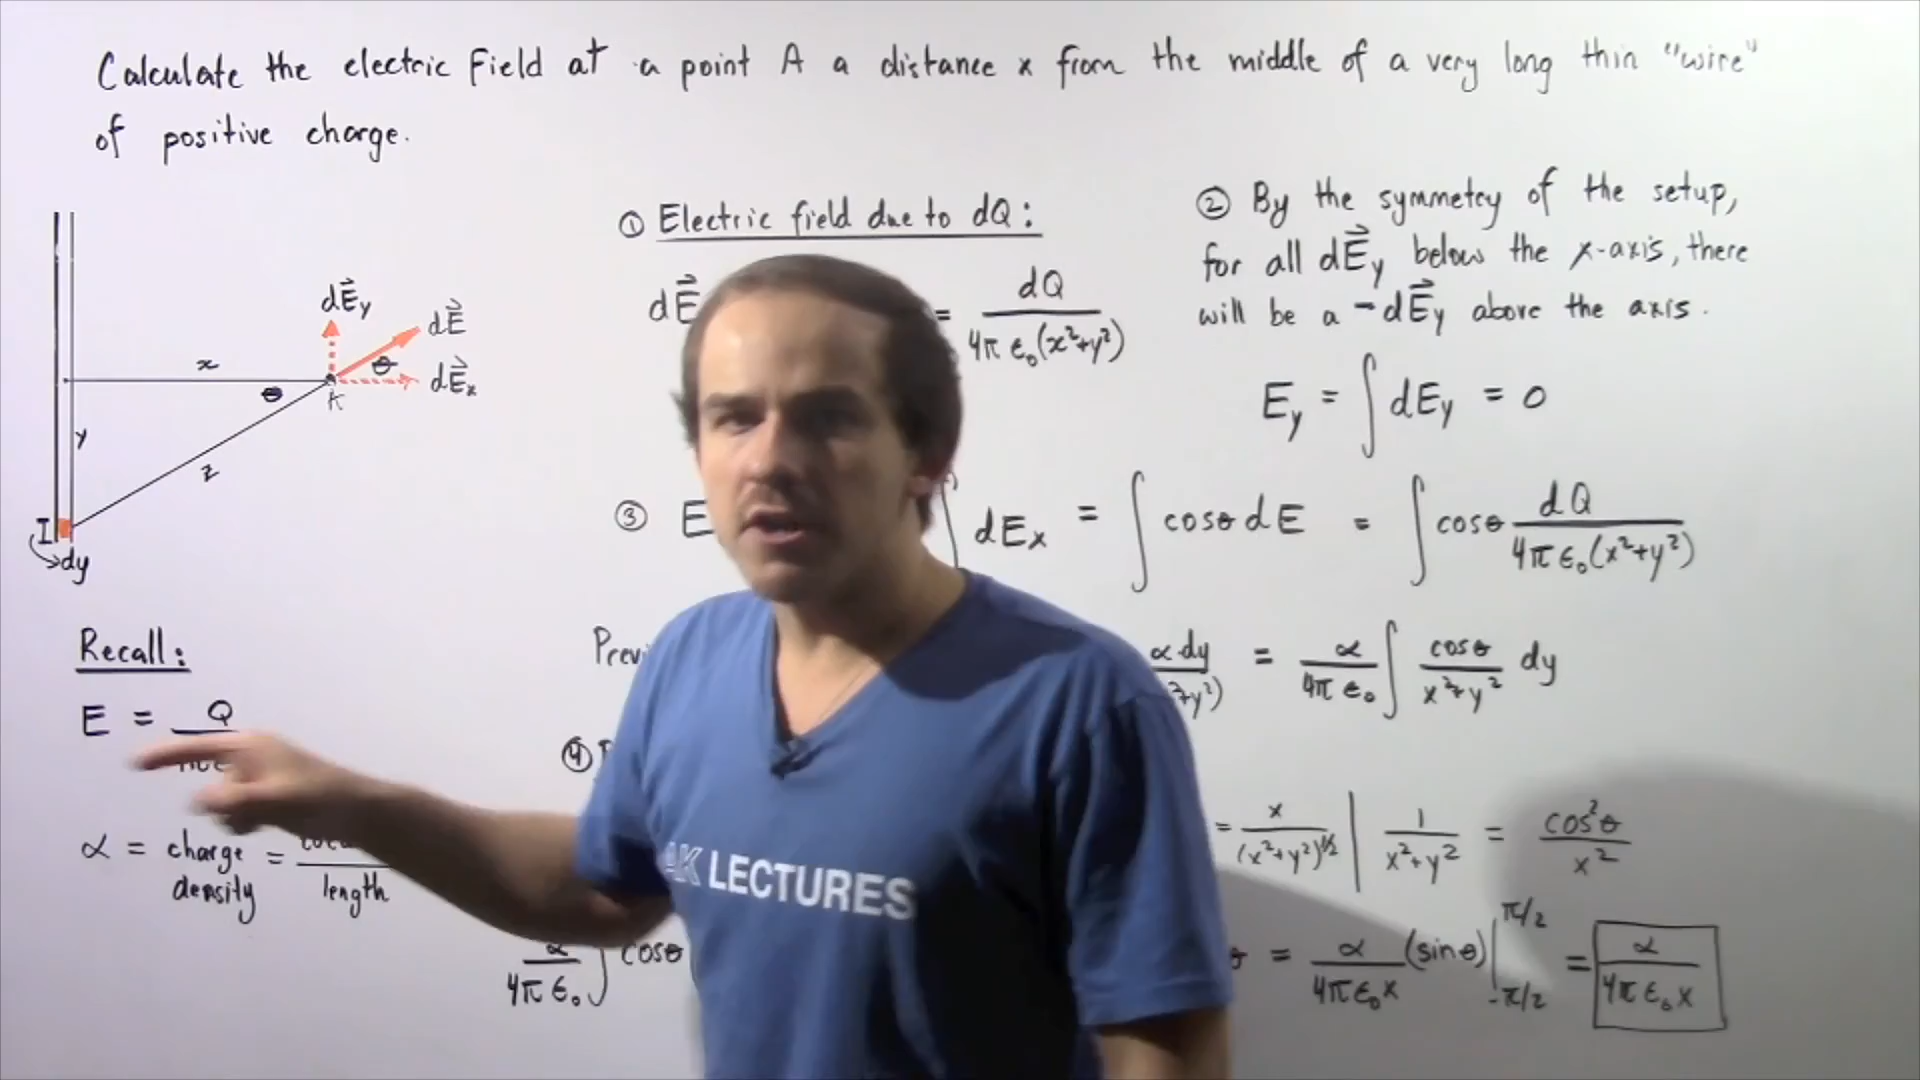 Calculate the electric Field at a point A a distance x from the middle of a very long thin "wire"
of positive charge.
① Electric field due to dQ:
dE⃗ = dQ / 4π ε₀(x²+y²)
② By the symmetry of the setup,
for all dE⃗y below the x-axis, there
will be a -dE⃗y above the axis.
Ey = ∫ dEy = 0
dE⃗y
dE⃗
x
θ
θ
dE⃗x
A
y
z
I
dy
③ E ∫ dEx = ∫ cosθ dE = ∫ cosθ dQ / 4π ε₀(x²+y²)
Recall:
E = Q
α = charge density = / length
α dy / +y²) = α / 4π ε₀ ∫ cosθ / x²+y² dy
④
= x / (x²+y²)^1/2 | 1 / x²+y² = cos²θ / x²
α / 4π ε₀ ∫ cosθ
θ = α / 4π ε₀ x (sinθ) | π/2 -π/2 = α / 4π ε₀ x
AK LECTURES